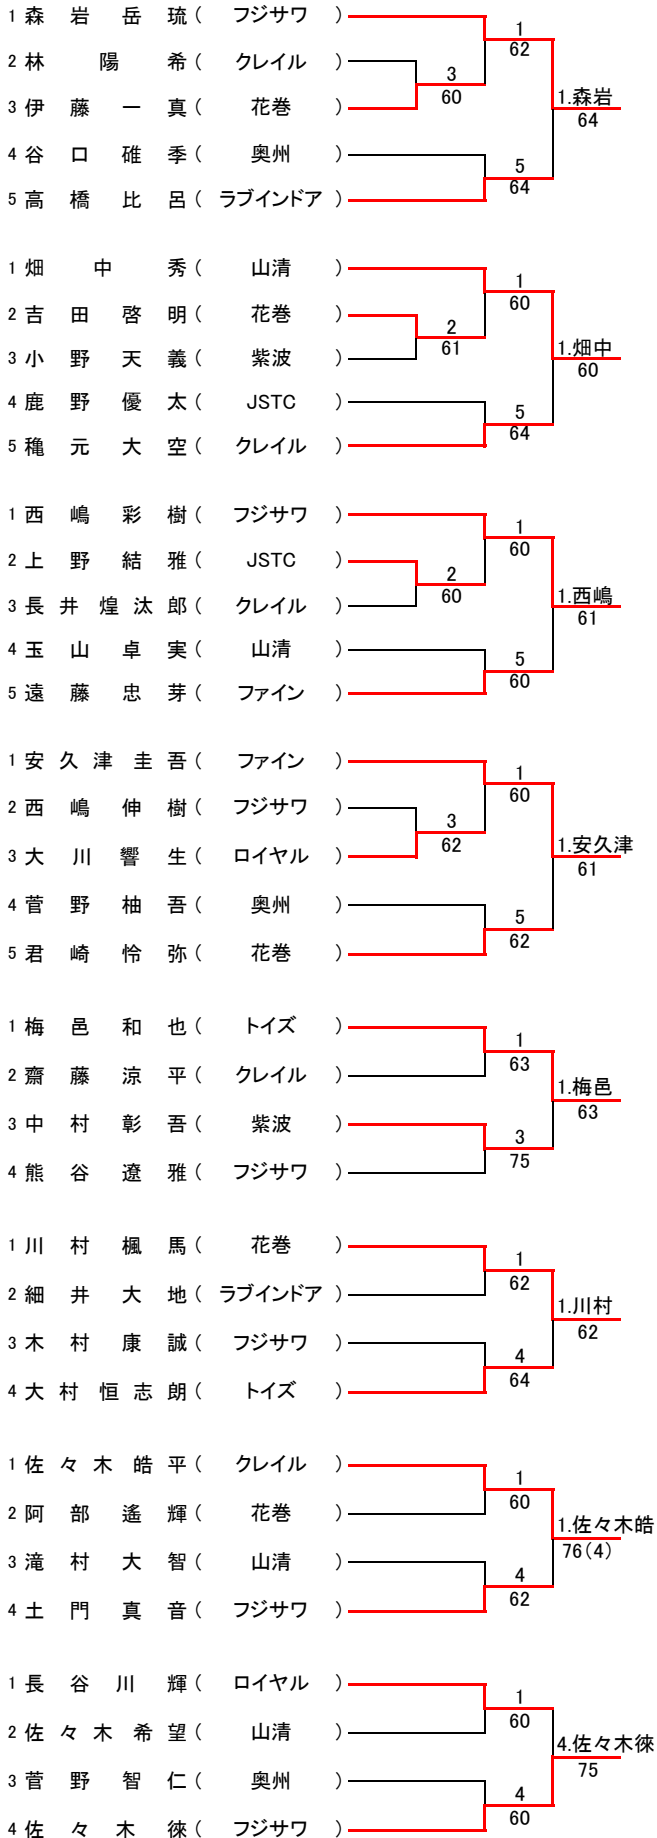 1 森岩岳琉 ( フジサワ )
1
62
2 林陽希 ( クレイル )
3
60
1.森岩
64
3 伊藤一真 ( 花巻 )
4 谷口碓季 ( 奥州 )
5
64
5 高橋比呂 ( ラブインドア )
1 畑中秀 ( 山清 )
1
60
2 吉田啓明 ( 花巻 )
2
61
1.畑中
60
3 小野天義 ( 紫波 )
4 鹿野優太 ( JSTC )
5
64
5 穐元大空 ( クレイル )
1 西嶋彩樹 ( フジサワ )
1
60
2 上野結雅 ( JSTC )
2
60
1.西嶋
61
3 長井煌汰郎 ( クレイル )
4 玉山卓実 ( 山清 )
5
60
5 遠藤忠芽 ( ファイン )
1 安久津圭吾 ( ファイン )
1
60
2 西嶋伸樹 ( フジサワ )
3
62
1.安久津
61
3 大川響生 ( ロイヤル )
4 菅野柚吾 ( 奥州 )
5
62
5 君崎怜弥 ( 花巻 )
1 梅邑和也 ( トイズ )
1
63
2 齋藤涼平 ( クレイル )
1.梅邑
63
3 中村彰吾 ( 紫波 )
3
75
4 熊谷遼雅 ( フジサワ )
1 川村楓馬 ( 花巻 )
1
62
2 細井大地 ( ラブインドア )
1.川村
62
3 木村康誠 ( フジサワ )
4
64
4 大村恒志朗 ( トイズ )
1 佐々木皓平 ( クレイル )
1
60
2 阿部遙輝 ( 花巻 )
1.佐々木皓
76(4)
3 滝村大智 ( 山清 )
4
62
4 土門真音 ( フジサワ )
1 長谷川輝 ( ロイヤル )
1
60
2 佐々木希望 ( 山清 )
4.佐々木徠
75
3 菅野智仁 ( 奥州 )
4
60
4 佐々木徠 ( フジサワ )